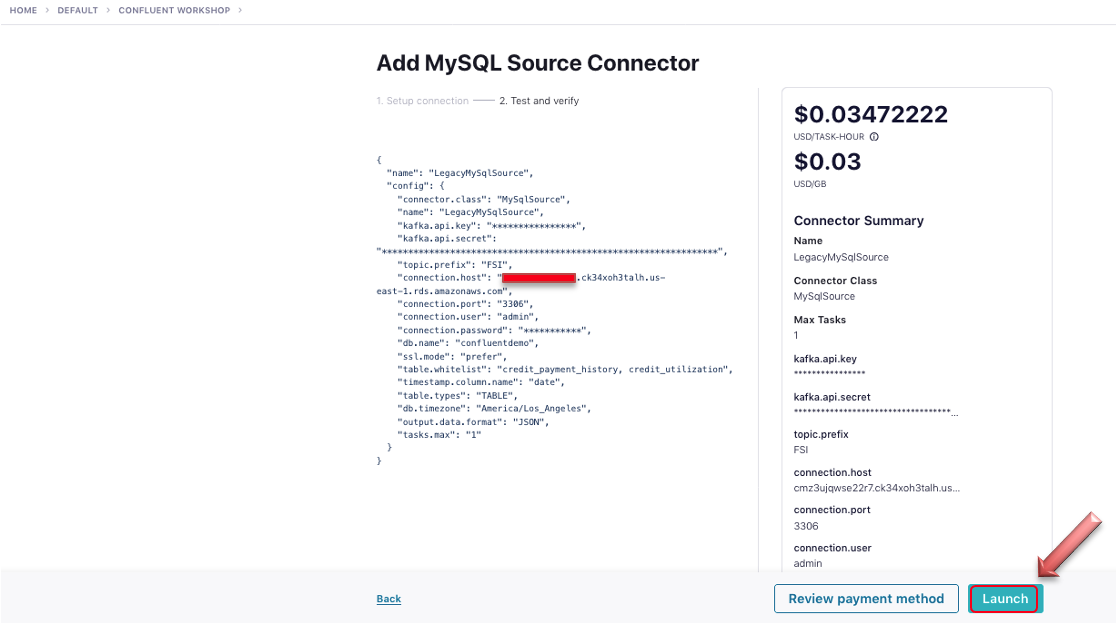 HOME > DEFAULT > CONFLUENT WORKSHOP >
Add MySQL Source Connector
1. Setup connection 2. Test and verify
{
"name": "LegacyMySqlSource",
"config": {
"connector.class": "MySqlSource",
"name": "LegacyMySqlSource",
"kafka.api.key": "****************",
"kafka.api.secret":
"****************************************************************",
"topic.prefix": "FSI",
"connection.host": ".ck34xoh3talh.us-
east-1.rds.amazonaws.com",
"connection.port": "3306",
"connection.user": "admin",
"connection.password": "***********",
"db.name": "confluentdemo",
"ssl.mode": "prefer",
"table.whitelist": "credit_payment_history, credit_utilization",
"timestamp.column.name": "date",
"table.types": "TABLE",
"db.timezone": "America/Los_Angeles",
"output.data.format": "JSON",
"tasks.max": "1"
}
}
$0.03472222
USD/TASK-HOUR
$0.03
USD/GB
Connector Summary
Name
LegacyMySqlSource
Connector Class
MySqlSource
Max Tasks
1
kafka.api.key
****************
kafka.api.secret
***********************************...
topic.prefix
FSI
connection.host
cmz3ujqwse22r7.ck34xoh3talh.us...
connection.port
3306
connection.user
admin
Back
Review payment method
Launch